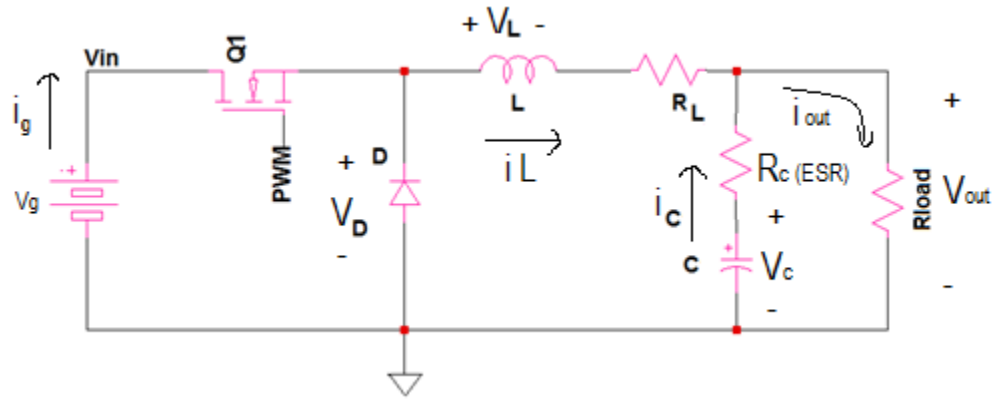 + VL -
Vin
Q1
ig
PWM
+
Vg
D
VD
-
L
iL
RL
iout
Rc (ESR)
iC
+
+
C
Vc
-
Rload
+
Vout
-